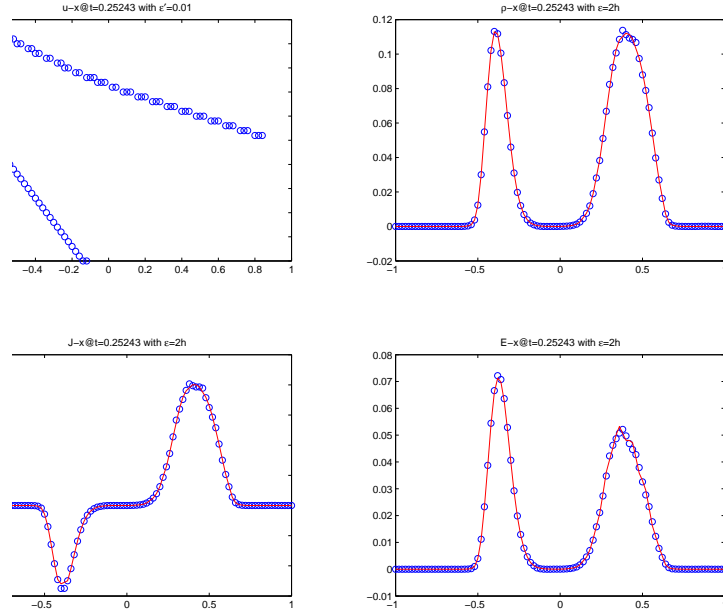 u−x@t=0.25243 with ε′=0.01
−0.4 −0.2 0 0.2 0.4 0.6 0.8 1
ρ−x@t=0.25243 with ε=2h
0.12
0.1
0.08
0.06
0.04
0.02
0
−0.02
−1 −0.5 0 0.5
J−x@t=0.25243 with ε=2h
−0.5 0 0.5 1
E−x@t=0.25243 with ε=2h
0.08
0.07
0.06
0.05
0.04
0.03
0.02
0.01
0
−0.01
−1 −0.5 0 0.5